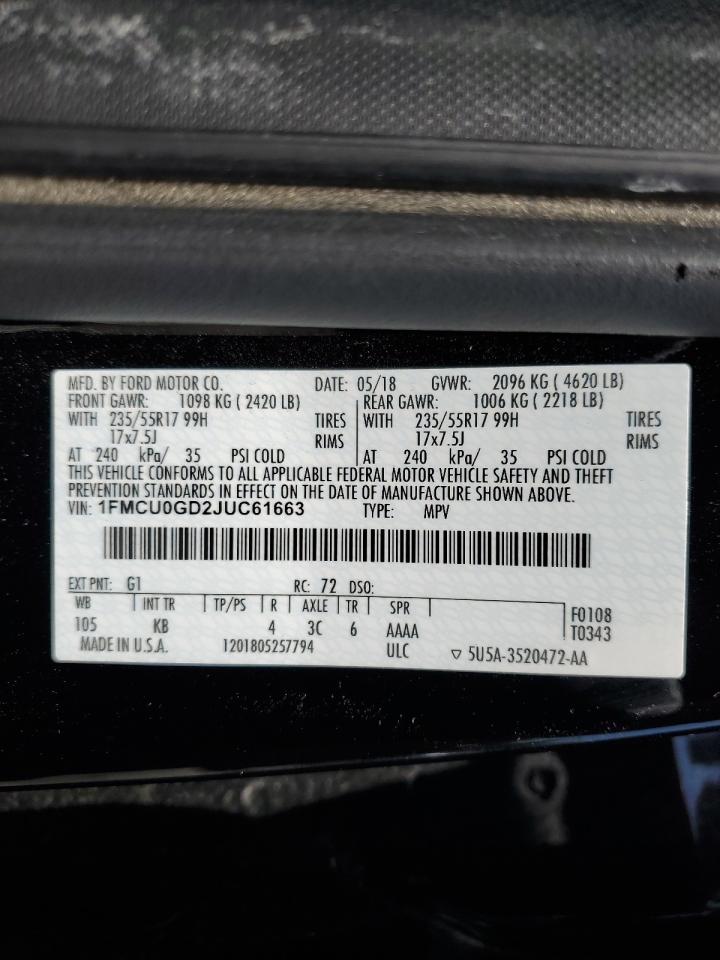 MFD. BY FORD MOTOR CO. DATE: 05/18 GVWR: 2096 KG ( 4620 LB)
FRONT GAWR: 1098 KG ( 2420 LB) REAR GAWR: 1006 KG ( 2218 LB)
WITH 235/55R17 99H TIRES WITH 235/55R17 99H TIRES
17x7.5J RIMS 17x7.5J RIMS
AT 240 kPa/ 35 PSI COLD AT 240 kPa/ 35 PSI COLD
THIS VEHICLE CONFORMS TO ALL APPLICABLE FEDERAL MOTOR VEHICLE SAFETY AND THEFT
PREVENTION STANDARDS IN EFFECT ON THE DATE OF MANUFACTURE SHOWN ABOVE.
VIN: 1FMCU0GD2JUC61663 TYPE: MPV
EXT PNT: G1 RC: 72 DSO:
WB INT TR TP/PS R AXLE TR SPR F0108
105 KB 4 3C 6 AAAA T0343
MADE IN U.S.A. 1201805257794 ULC ▽ 5U5A-3520472-AA